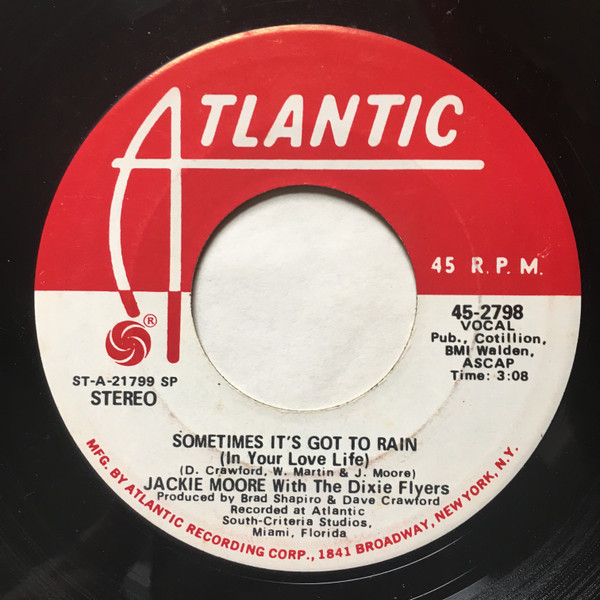 ATLANTIC
45 R.P.M.
®
45-2798
VOCAL
Pub., Cotillion,
BMI Walden,
ASCAP
Time: 3:08
ST-A-21799 SP
STEREO
SOMETIMES IT'S GOT TO RAIN
(In Your Love Life)
(D. Crawford, W. Martin & J. Moore)
JACKIE MOORE With The Dixie Flyers
Produced by Brad Shapiro & Dave Crawford
Recorded at Atlantic
South-Criteria Studios,
Miami, Florida
MFG. BY ATLANTIC RECORDING CORP., 1841 BROADWAY, NEW YORK, N.Y.